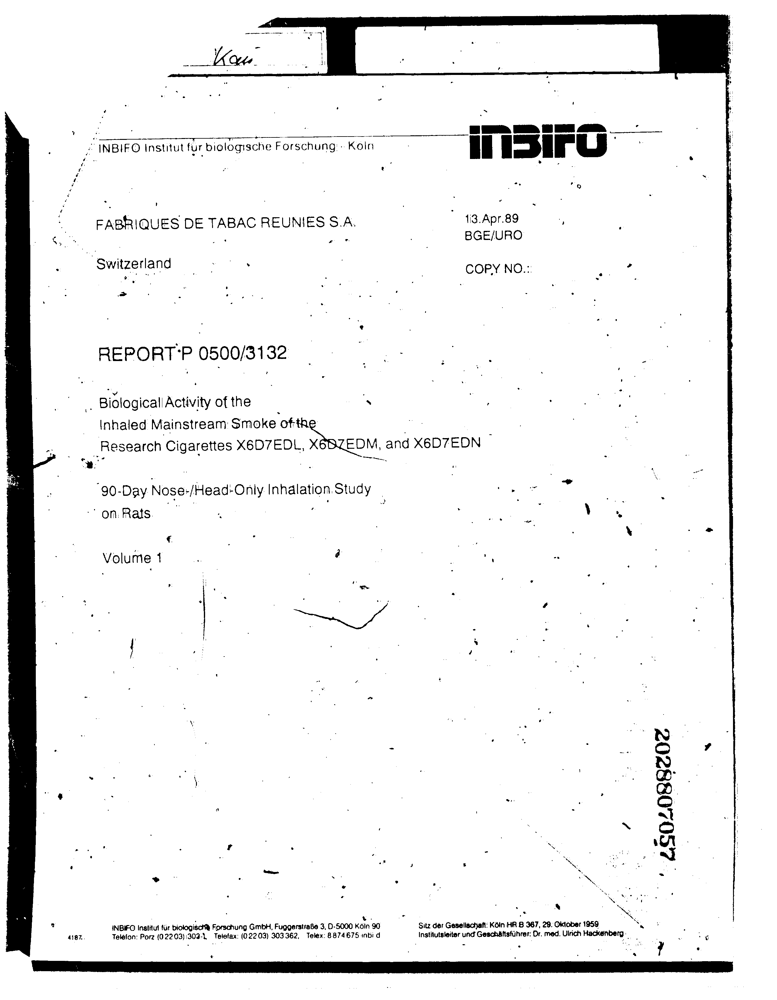 INBIFO Institut für biologische Forschung · Köln
INBIFO
FABRIQUES DE TABAC REUNIES S.A.
13.Apr.89
BGE/URO
Switzerland
COPY NO.:
REPORT P 0500/3132
Biological Activity of the
Inhaled Mainstream Smoke of the
Research Cigarettes X6D7EDL, X6D7EDM, and X6D7EDN
90-Day Nose-/Head-Only Inhalation Study
on Rats
Volume 1
2028807057
INBIFO Institut für biologische Forschung GmbH, Fuggerstraße 3, D-5000 Köln 90
Telefon: Porz (0 22 03) 303-1, Telefax: (0 22 03) 303 362, Telex: 8 874 675 inbi d
Sitz der Gesellschaft: Köln HR B 367, 29. Oktober 1959
Institutsleiter und Geschäftsführer: Dr. med. Ulrich Hackenberg
4187